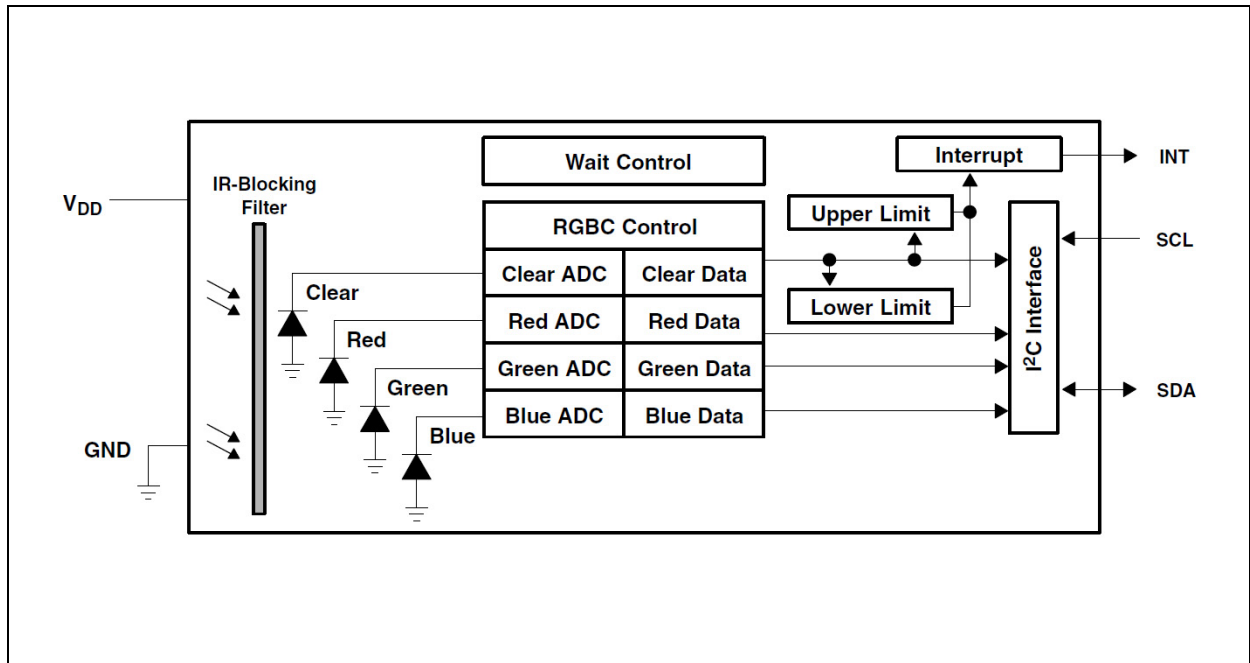 Wait Control
Interrupt
INT
IR-Blocking
Filter
V_DD
Upper Limit
RGBC Control
SCL
Clear ADC
Clear Data
Clear
Lower Limit
Red ADC
Red Data
Red
I²C Interface
Green ADC
Green Data
Green
SDA
Blue ADC
Blue Data
Blue
GND